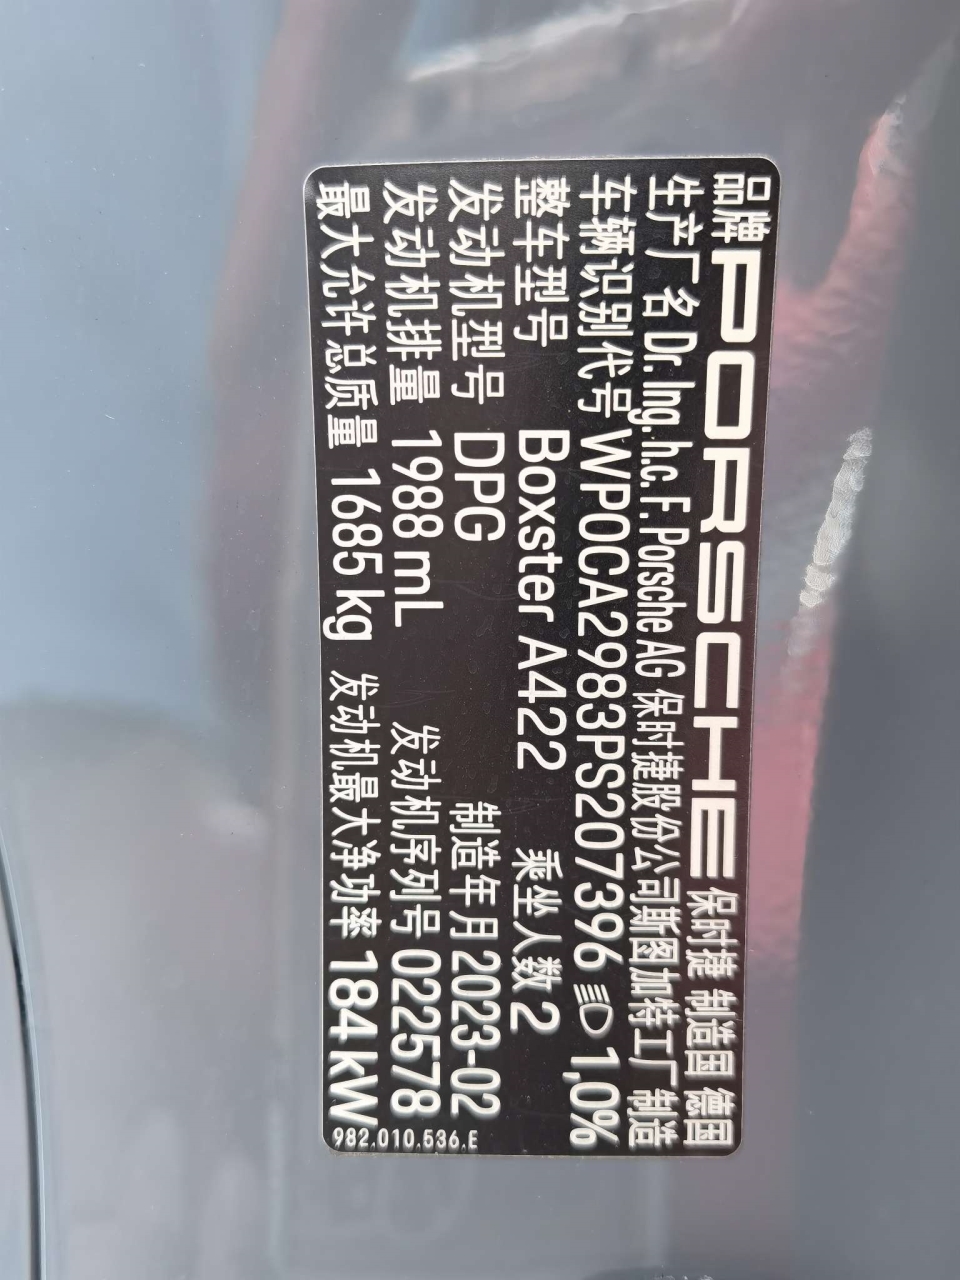 品牌 PORSCHE 保时捷 制造国 德国
生产厂名 Dr. Ing. h.c. F. Porsche AG 保时捷股份公司斯图加特工厂制造
车辆识别代号 WP0CA2983PS207396 1,0%
整车型号 Boxster A422 乘坐人数 2
发动机型号 DPG 制造年月 2023-02
发动机排量 1988 mL 发动机序列号 022578
最大允许总质量 1685 kg 发动机最大净功率 184 kW
982.010.536.E